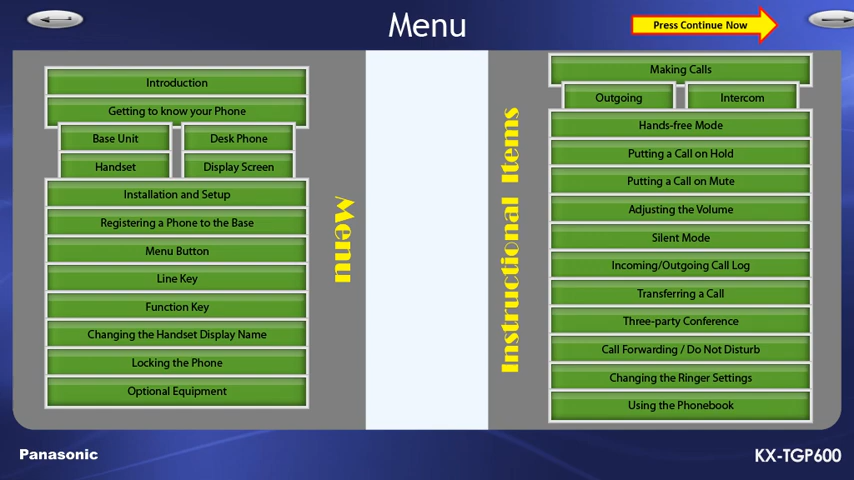 Menu
Press Continue Now
Introduction
Getting to know your Phone
Base Unit
Desk Phone
Handset
Display Screen
Installation and Setup
Registering a Phone to the Base
Menu Button
Line Key
Function Key
Changing the Handset Display Name
Locking the Phone
Optional Equipment
Menu
Instructional Items
Making Calls
Outgoing
Intercom
Hands-free Mode
Putting a Call on Hold
Putting a Call on Mute
Adjusting the Volume
Silent Mode
Incoming/Outgoing Call Log
Transferring a Call
Three-party Conference
Call Forwarding / Do Not Disturb
Changing the Ringer Settings
Using the Phonebook
Panasonic
KX-TGP600